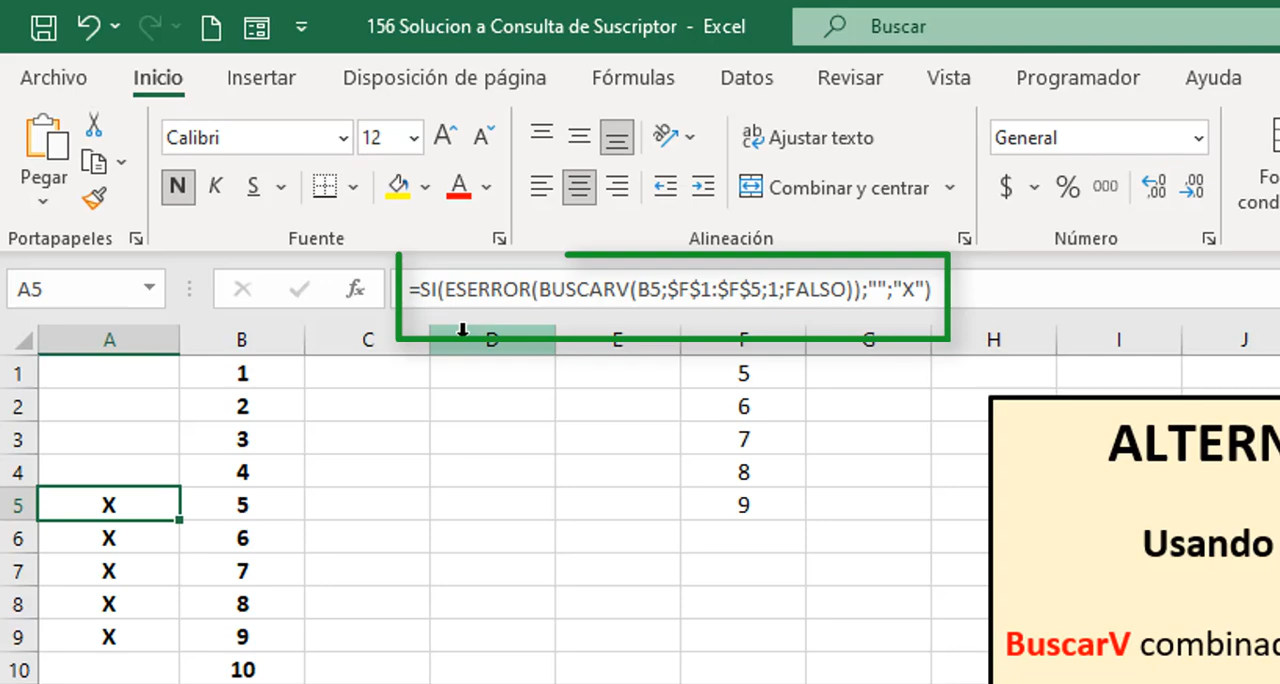 156 Solucion a Consulta de Suscriptor - Excel
Buscar
Archivo Inicio Insertar Disposición de página Fórmulas Datos Revisar Vista Programador Ayuda
Pegar
Calibri 12
N K S
Ajustar texto
Combinar y centrar
General
$ % 000
Portapapeles Fuente Alineación Número
A5 fx =SI(ESERROR(BUSCARV(B5;$F$1:$F$5;1;FALSO));"";"X")
A B C D E F G H I J
1 1 5
2 2 6
3 3 7
4 4 8
5 X 5 9
6 X 6
7 X 7
8 X 8
9 X 9
10 10
Usando
BuscarV